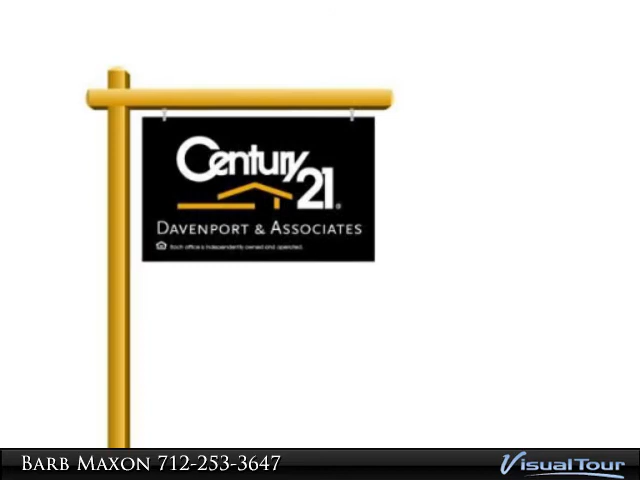 Century
21®
Davenport & Associates
Each office is independently owned and operated.
Barb Maxon 712-253-3647
VisualTour